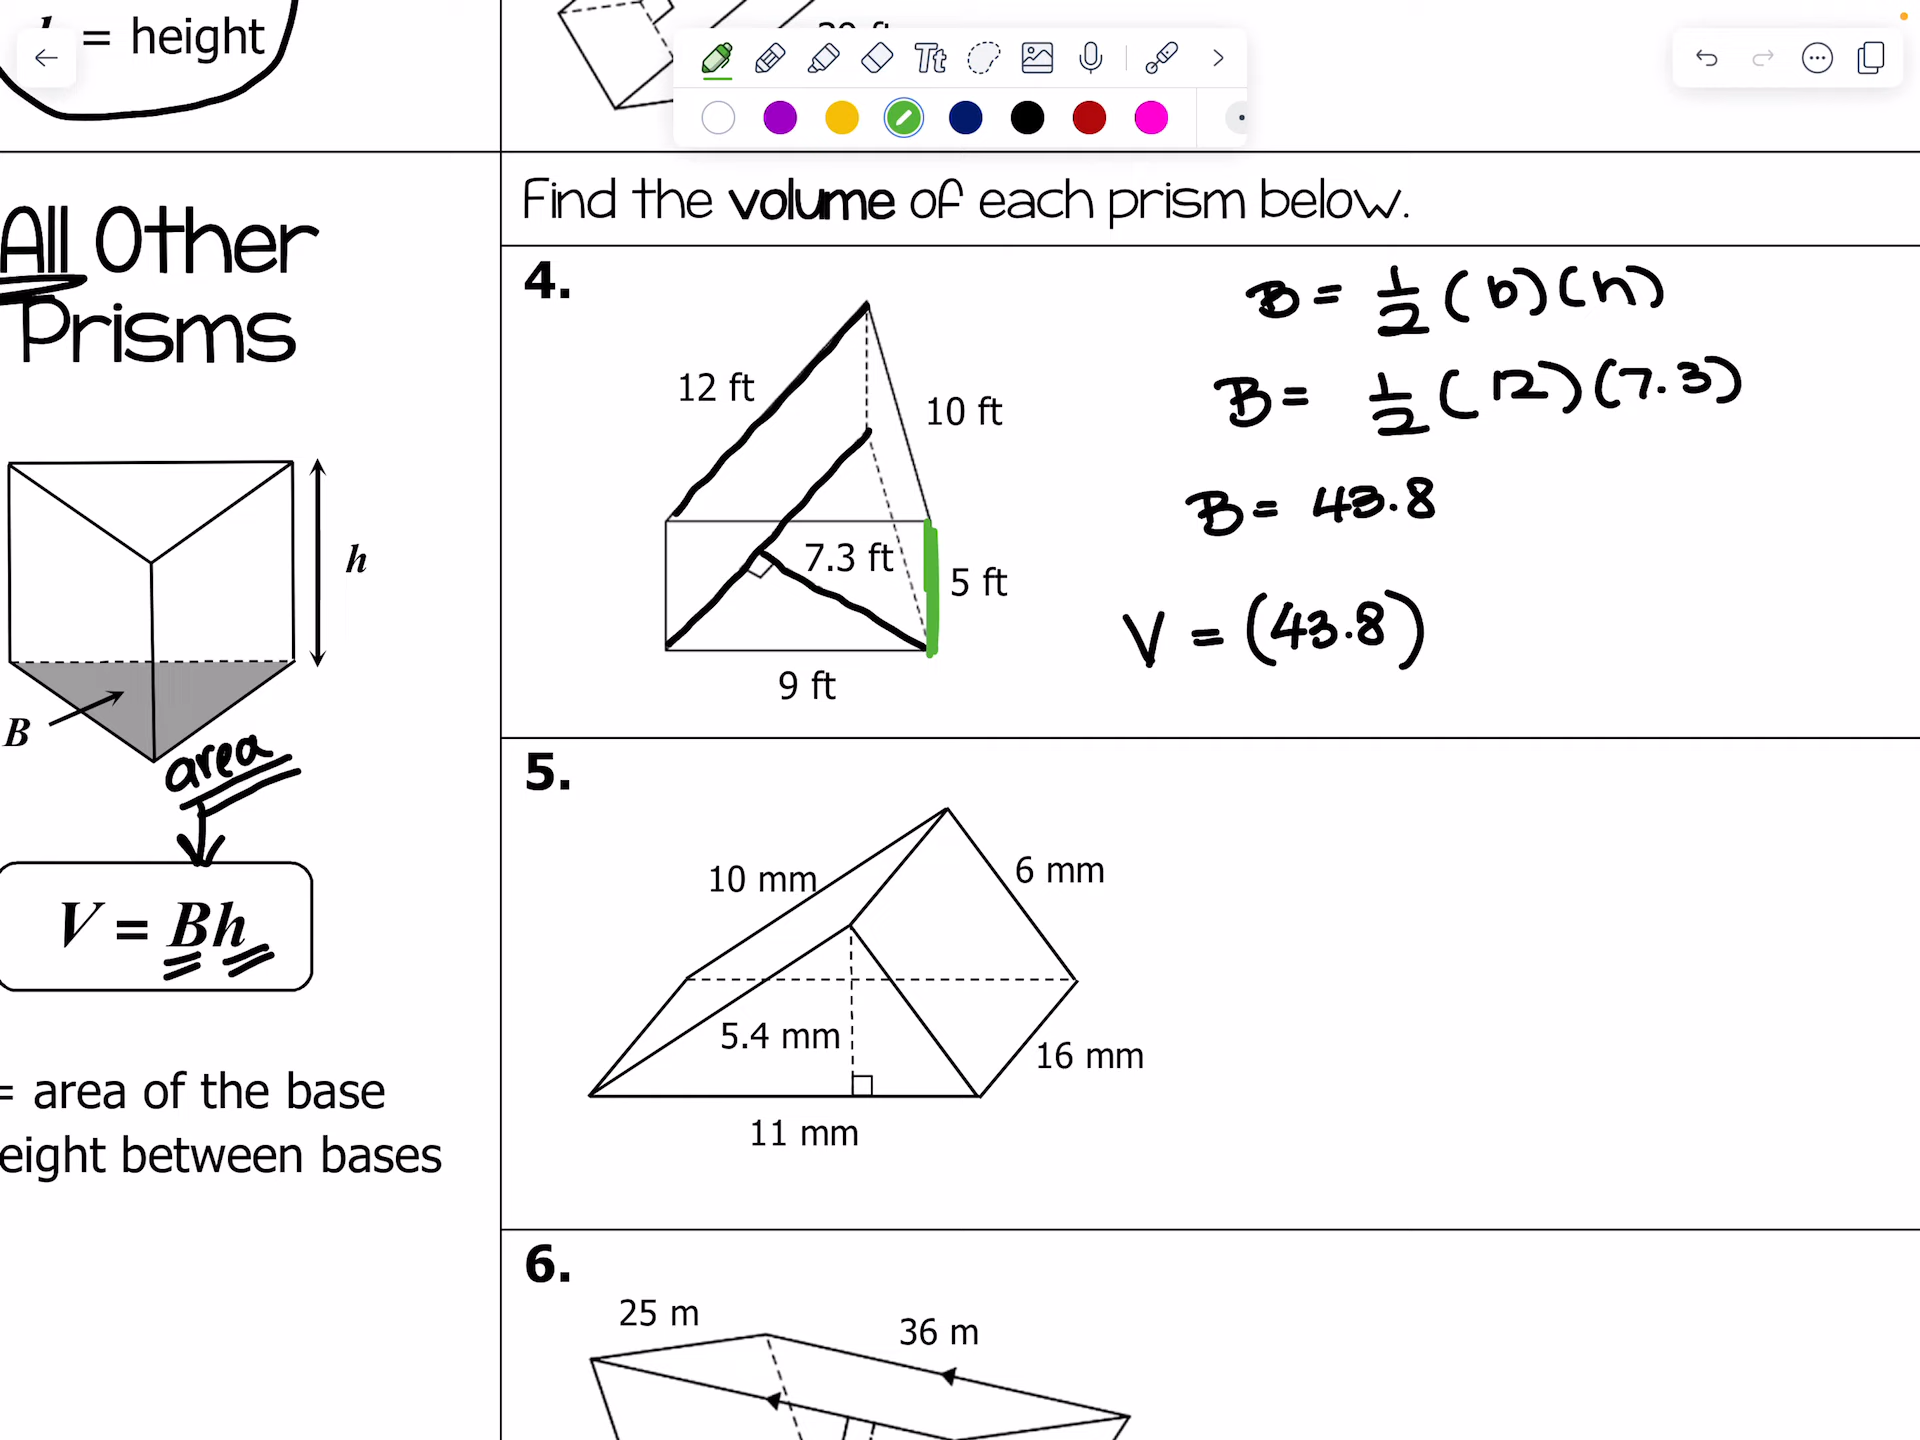 = height
Tt
Find the volume of each prism below.
All Other
Prisms
4.
12 ft
10 ft
7.3 ft
5 ft
9 ft
B = 1/2 (b)(h)
B = 1/2 (12)(7.3)
B = 43.8
V = (43.8)
h
B
area
V = Bh
= area of the base
eight between bases
5.
10 mm
6 mm
5.4 mm
16 mm
11 mm
6.
25 m
36 m